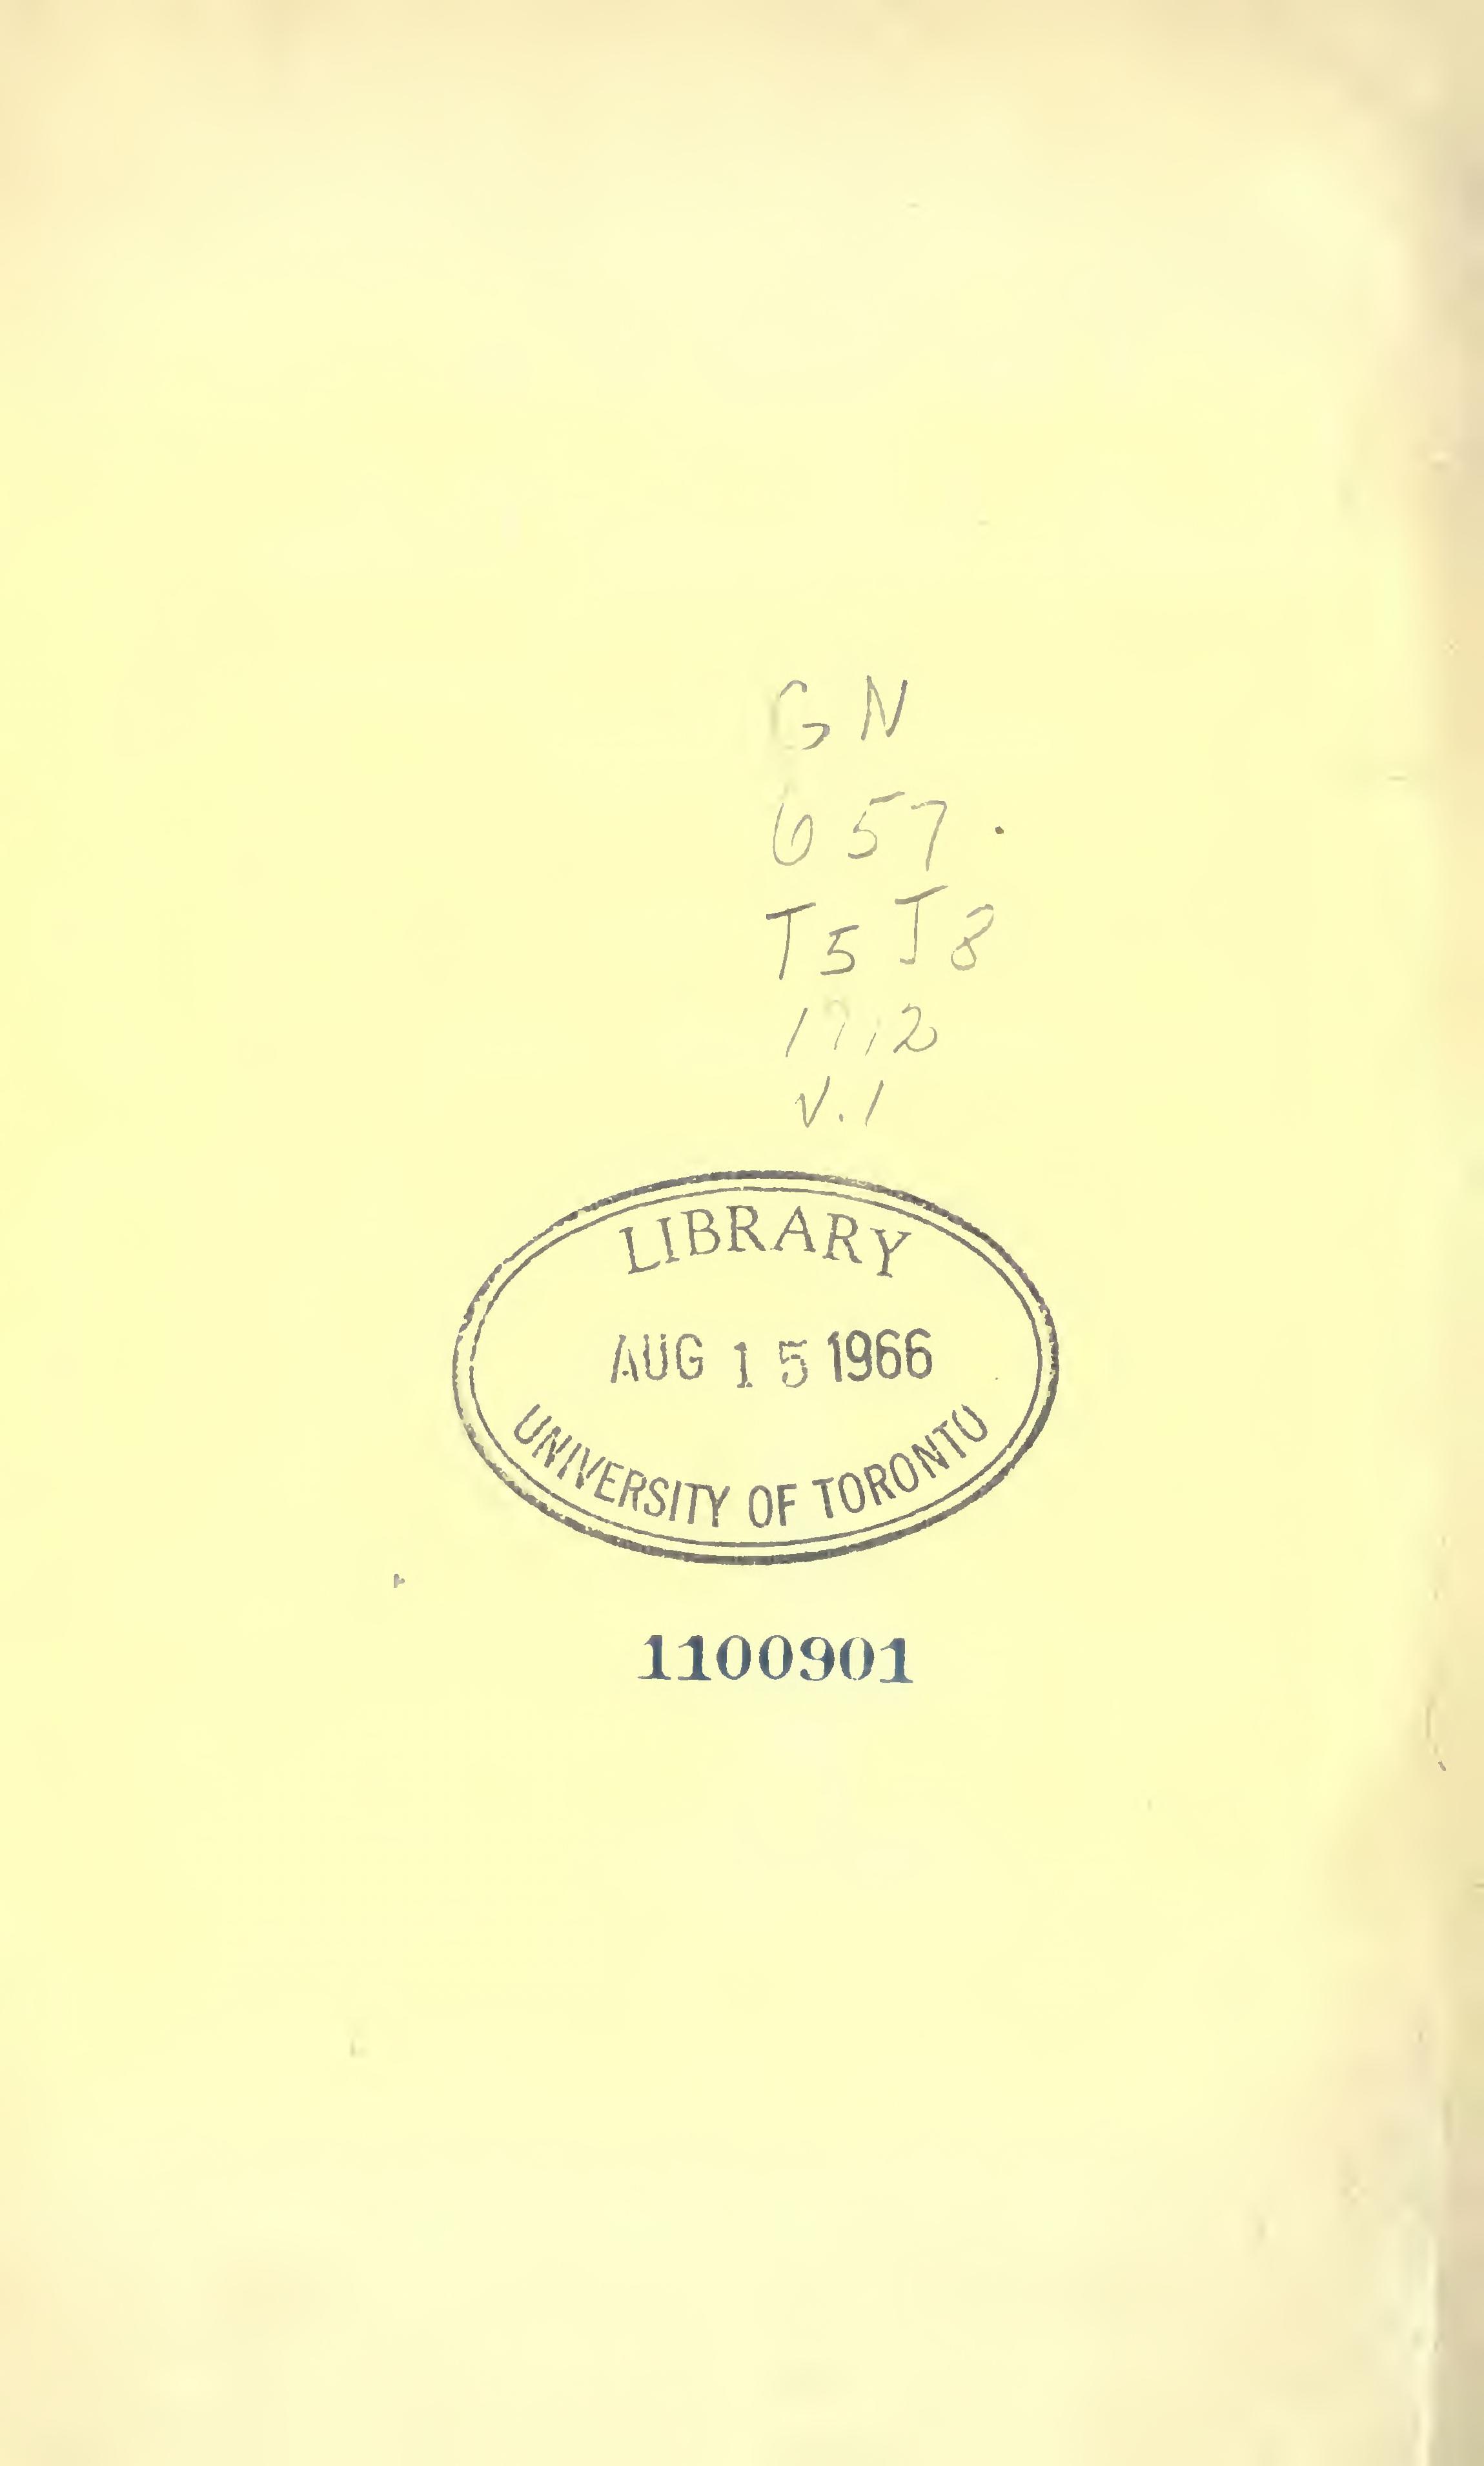 GN
657
T5 J8
1912
v.1
LIBRARY
AUG 15 1966
UNIVERSITY OF TORONTO
1100901